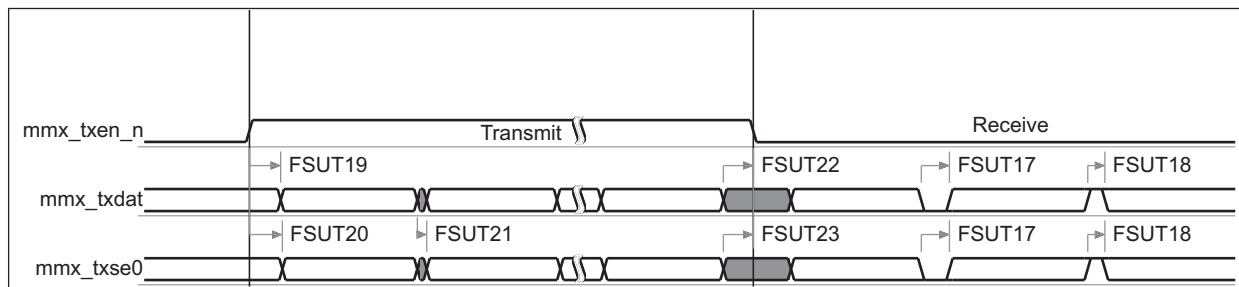 mmx_txen_n Transmit Receive
FSUT19 FSUT22 FSUT17 FSUT18
mmx_txdat
FSUT20 FSUT21 FSUT23 FSUT17 FSUT18
mmx_txse0